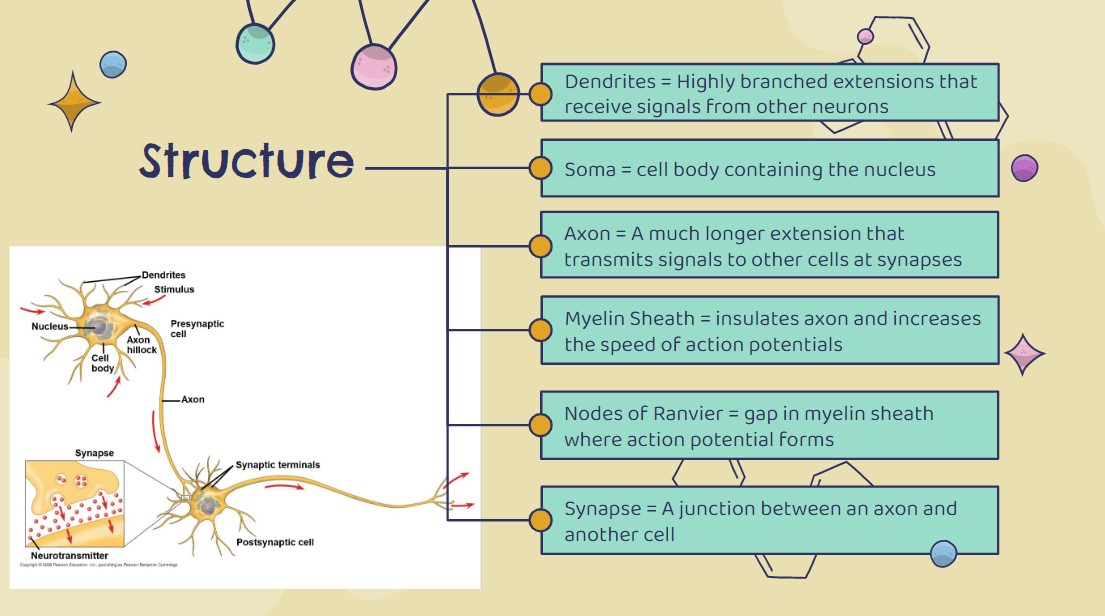 Structure
Dendrites = Highly branched extensions that
receive signals from other neurons
Soma = cell body containing the nucleus
Axon = A much longer extension that
transmits signals to other cells at synapses
Myelin Sheath = insulates axon and increases
the speed of action potentials
Nodes of Ranvier = gap in myelin sheath
where action potential forms
Synapse = A junction between an axon and
another cell
Dendrites
Stimulus
Nucleus
Presynaptic
cell
Axon
hillock
Cell
body
Axon
Synapse
Synaptic terminals
Postsynaptic cell
Neurotransmitter
Copyright © 2008 Pearson Education, Inc., publishing as Pearson Benjamin Cummings.